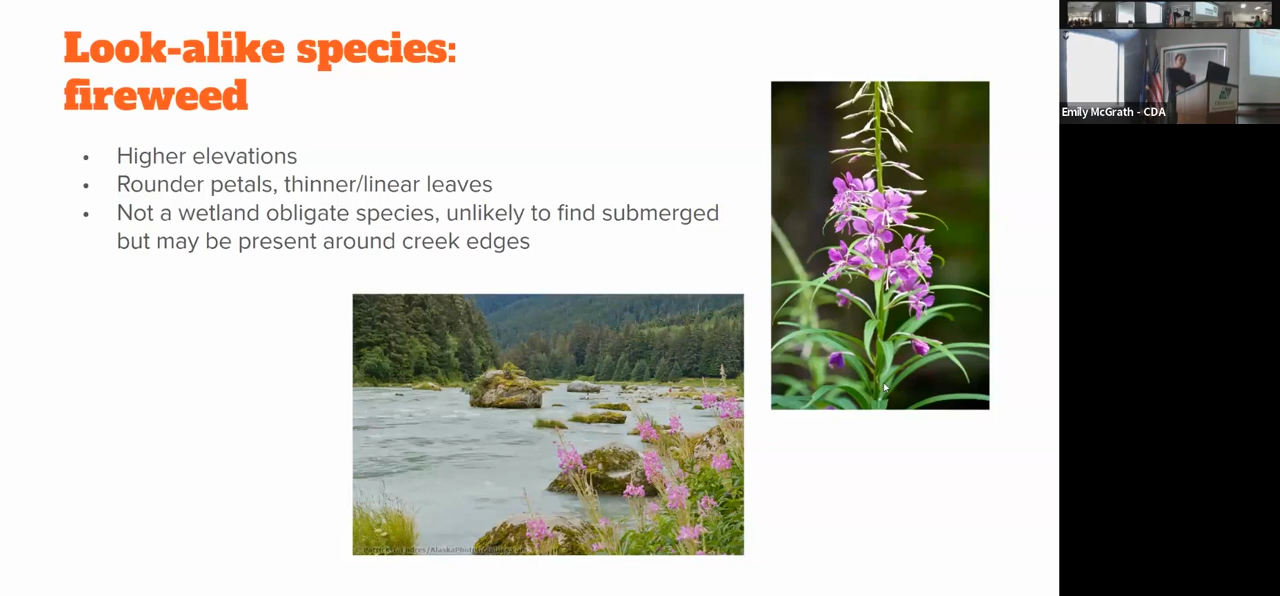 Look-alike species:
fireweed
• Higher elevations
• Rounder petals, thinner/linear leaves
• Not a wetland obligate species, unlikely to find submerged
but may be present around creek edges
Emily McGrath - CDA